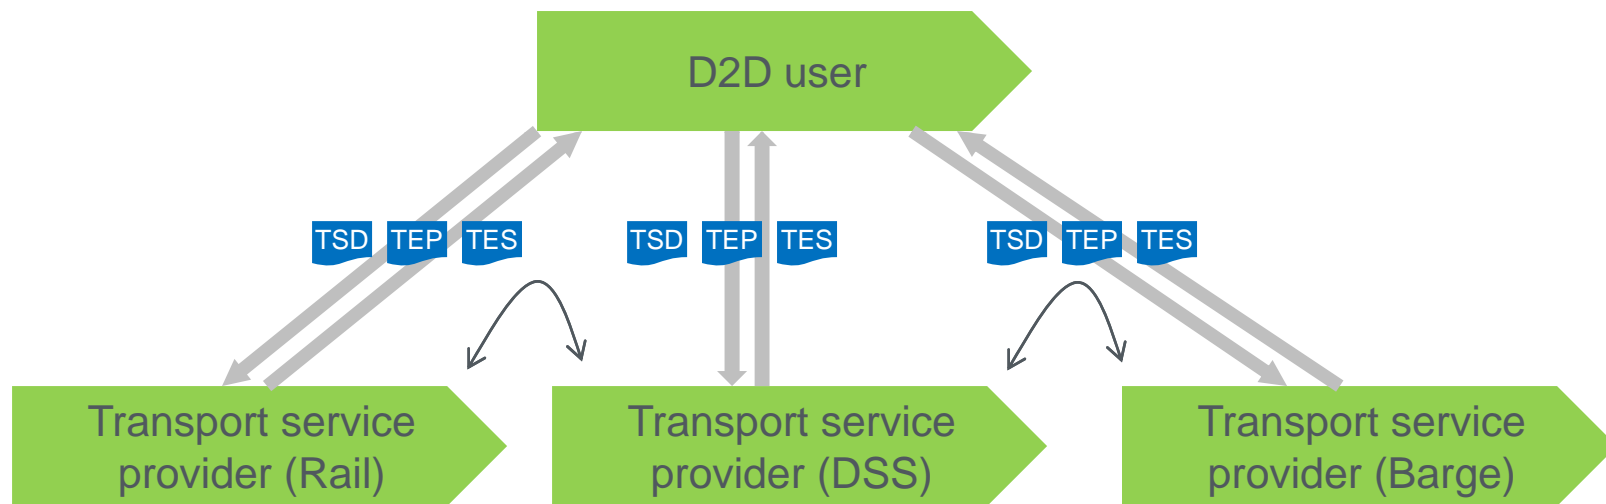 D2D user
TSD TEP TES TSD TEP TES TSD TEP TES
Transport service
provider (Rail)
Transport service
provider (DSS)
Transport service
provider (Barge)